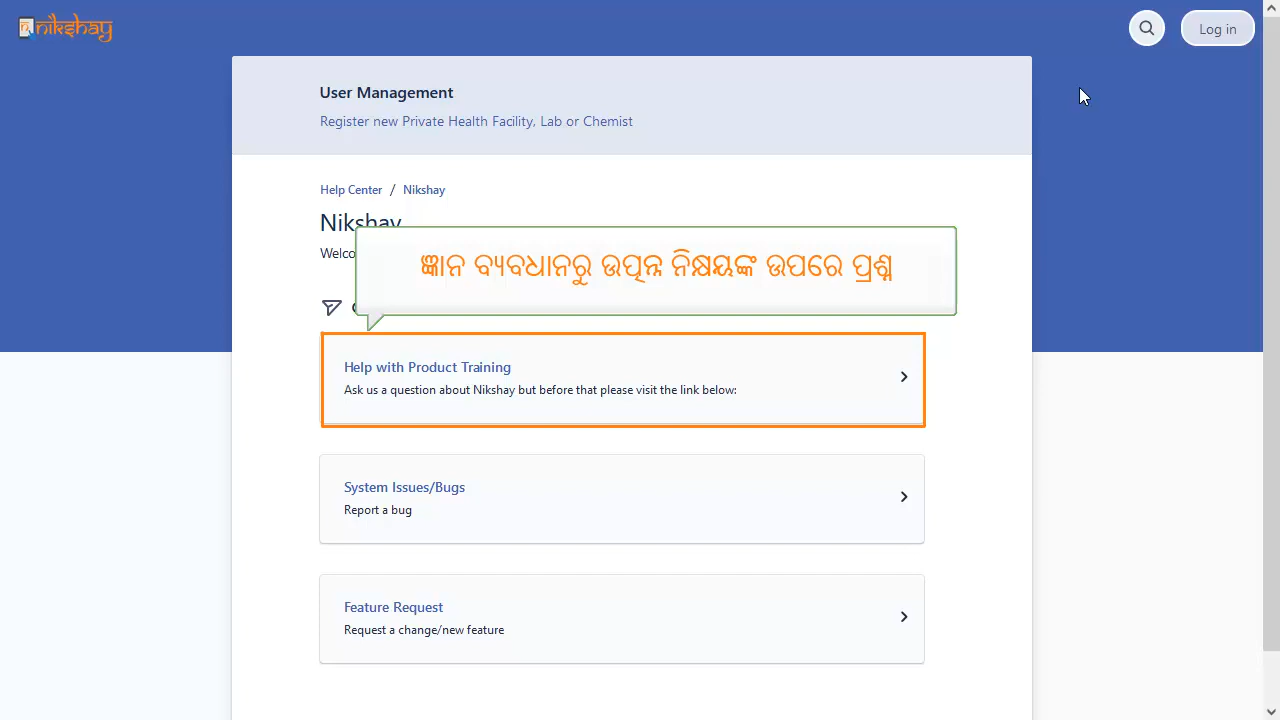 nikshay
Log in
User Management
Register new Private Health Facility, Lab or Chemist
Help Center / Nikshay
Nikshay
ଜ୍ଞାନ ବ୍ୟବଧାନରୁ ଉତ୍ପନ୍ନ ନିକ୍ଷୟଙ୍କ ଉପରେ ପ୍ରଶ୍ନ
Help with Product Training
Ask us a question about Nikshay but before that please visit the link below:
System Issues/Bugs
Report a bug
Feature Request
Request a change/new feature